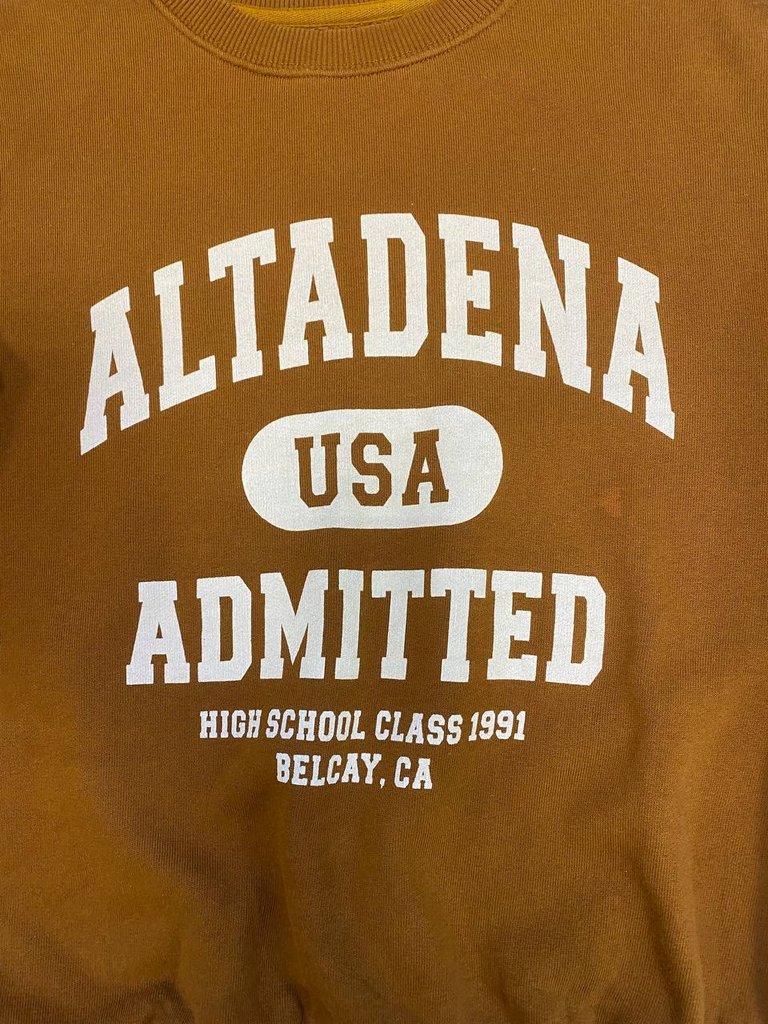 ALTADENA
USA
ADMITTED
HIGH SCHOOL CLASS 1991
BELCAY, CA